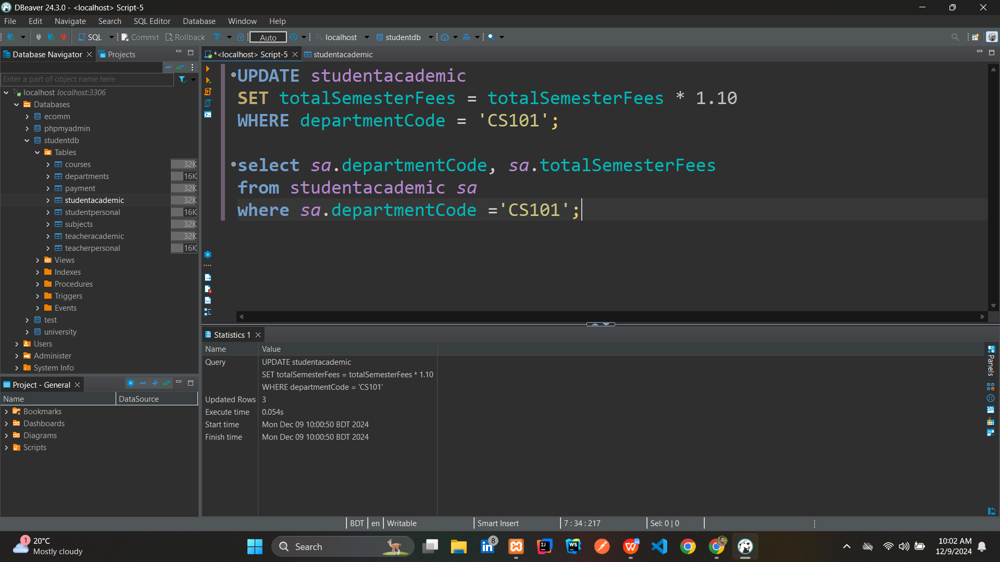 DBeaver 24.3.0 - <localhost> Script-5
File Edit Navigate Search SQL Editor Database Window Help
SQL Commit Rollback Auto localhost studentdb
Database Navigator Projects
Enter a part of object name here
localhost localhost:3306
Databases
ecomm
phpmyadmin
studentdb
Tables
courses 32K
departments 16K
payment 32K
studentacademic 32K
studentpersonal 16K
subjects 32K
teacheracademic 32K
teacherpersonal 16K
Views
Indexes
Procedures
Triggers
Events
test
university
Users
Administer
System Info
Project - General
Name DataSource
Bookmarks
Dashboards
Diagrams
Scripts
*<localhost> Script-5 studentacademic
UPDATE studentacademic
SET totalSemesterFees = totalSemesterFees * 1.10
WHERE departmentCode = 'CS101';
select sa.departmentCode, sa.totalSemesterFees
from studentacademic sa
where sa.departmentCode ='CS101';
Statistics 1
Name Value
Query UPDATE studentacademic
SET totalSemesterFees = totalSemesterFees * 1.10
WHERE departmentCode = 'CS101'
Updated Rows 3
Execute time 0.054s
Start time Mon Dec 09 10:00:50 BDT 2024
Finish time Mon Dec 09 10:00:50 BDT 2024
Panels
BDT en Writable Smart Insert 7 : 34 : 217 Sel: 0 | 0
1
20°C
Mostly cloudy
Search
8
IJ
WS
W
10:02 AM
12/9/2024